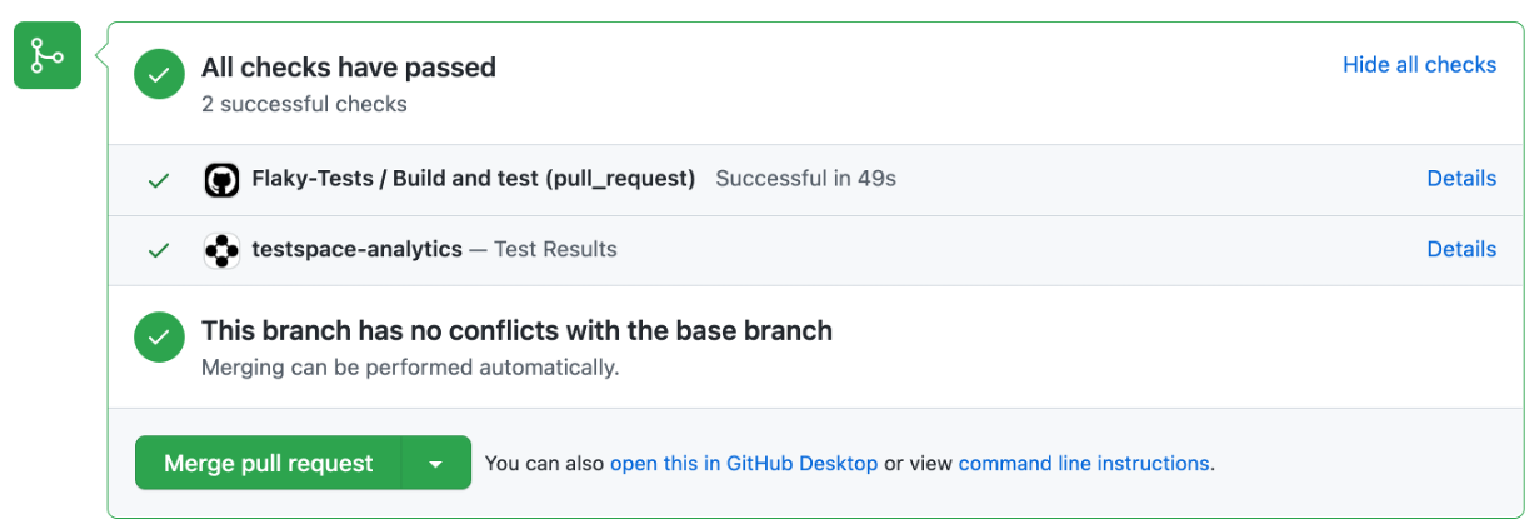 All checks have passed
Hide all checks
2 successful checks
Flaky-Tests / Build and test (pull_request) Successful in 49s Details
testspace-analytics — Test Results Details
This branch has no conflicts with the base branch
Merging can be performed automatically.
Merge pull request You can also open this in GitHub Desktop or view command line instructions.